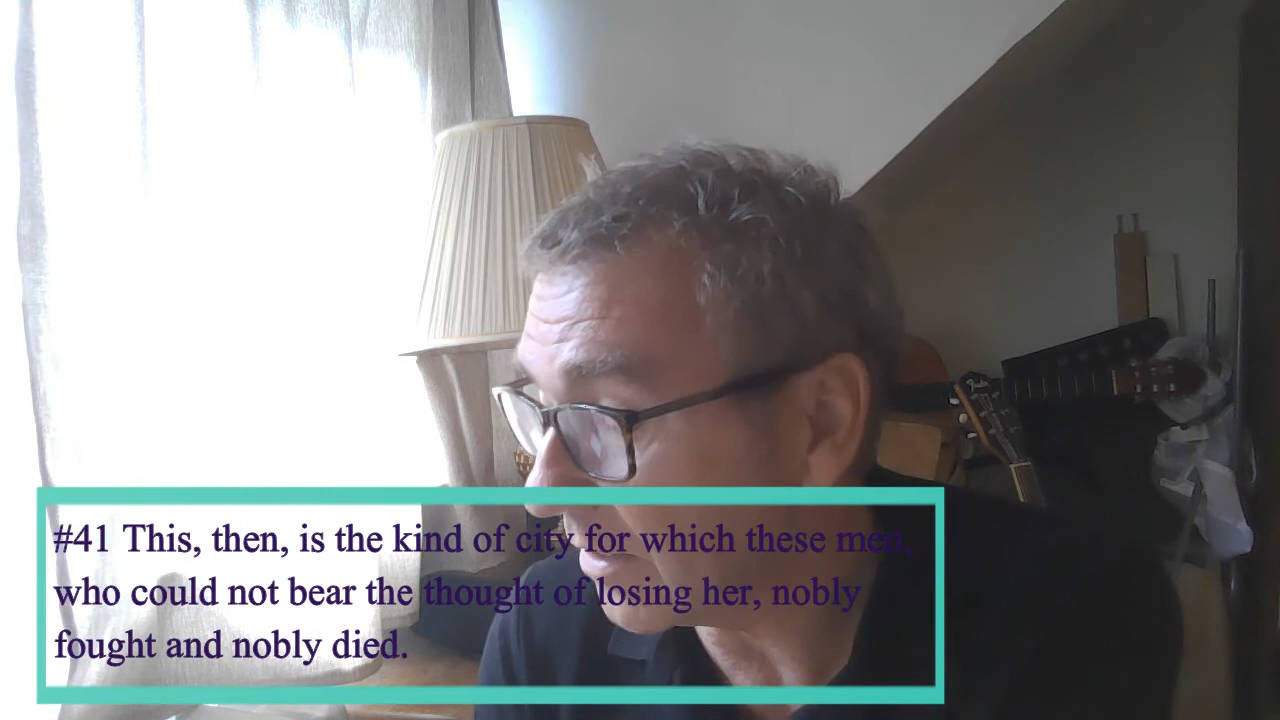 #41 This, then, is the kind of city for which these men,
who could not bear the thought of losing her, nobly
fought and nobly died.
Fender